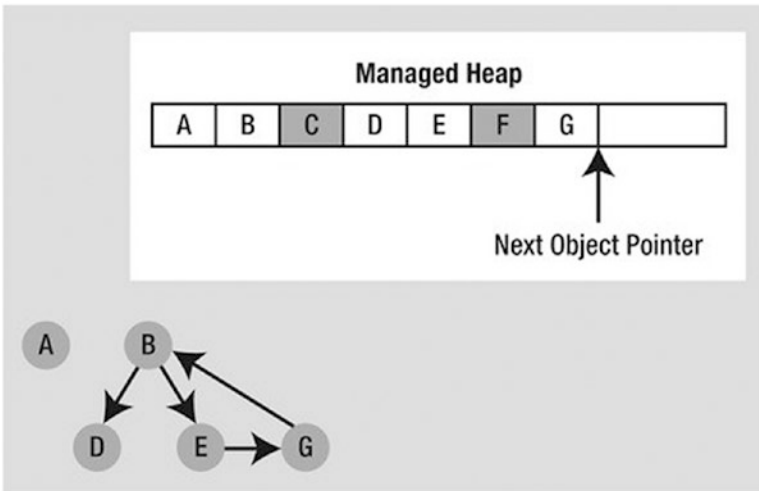 Managed Heap
A B C D E F G
Next Object Pointer
A B
D E G